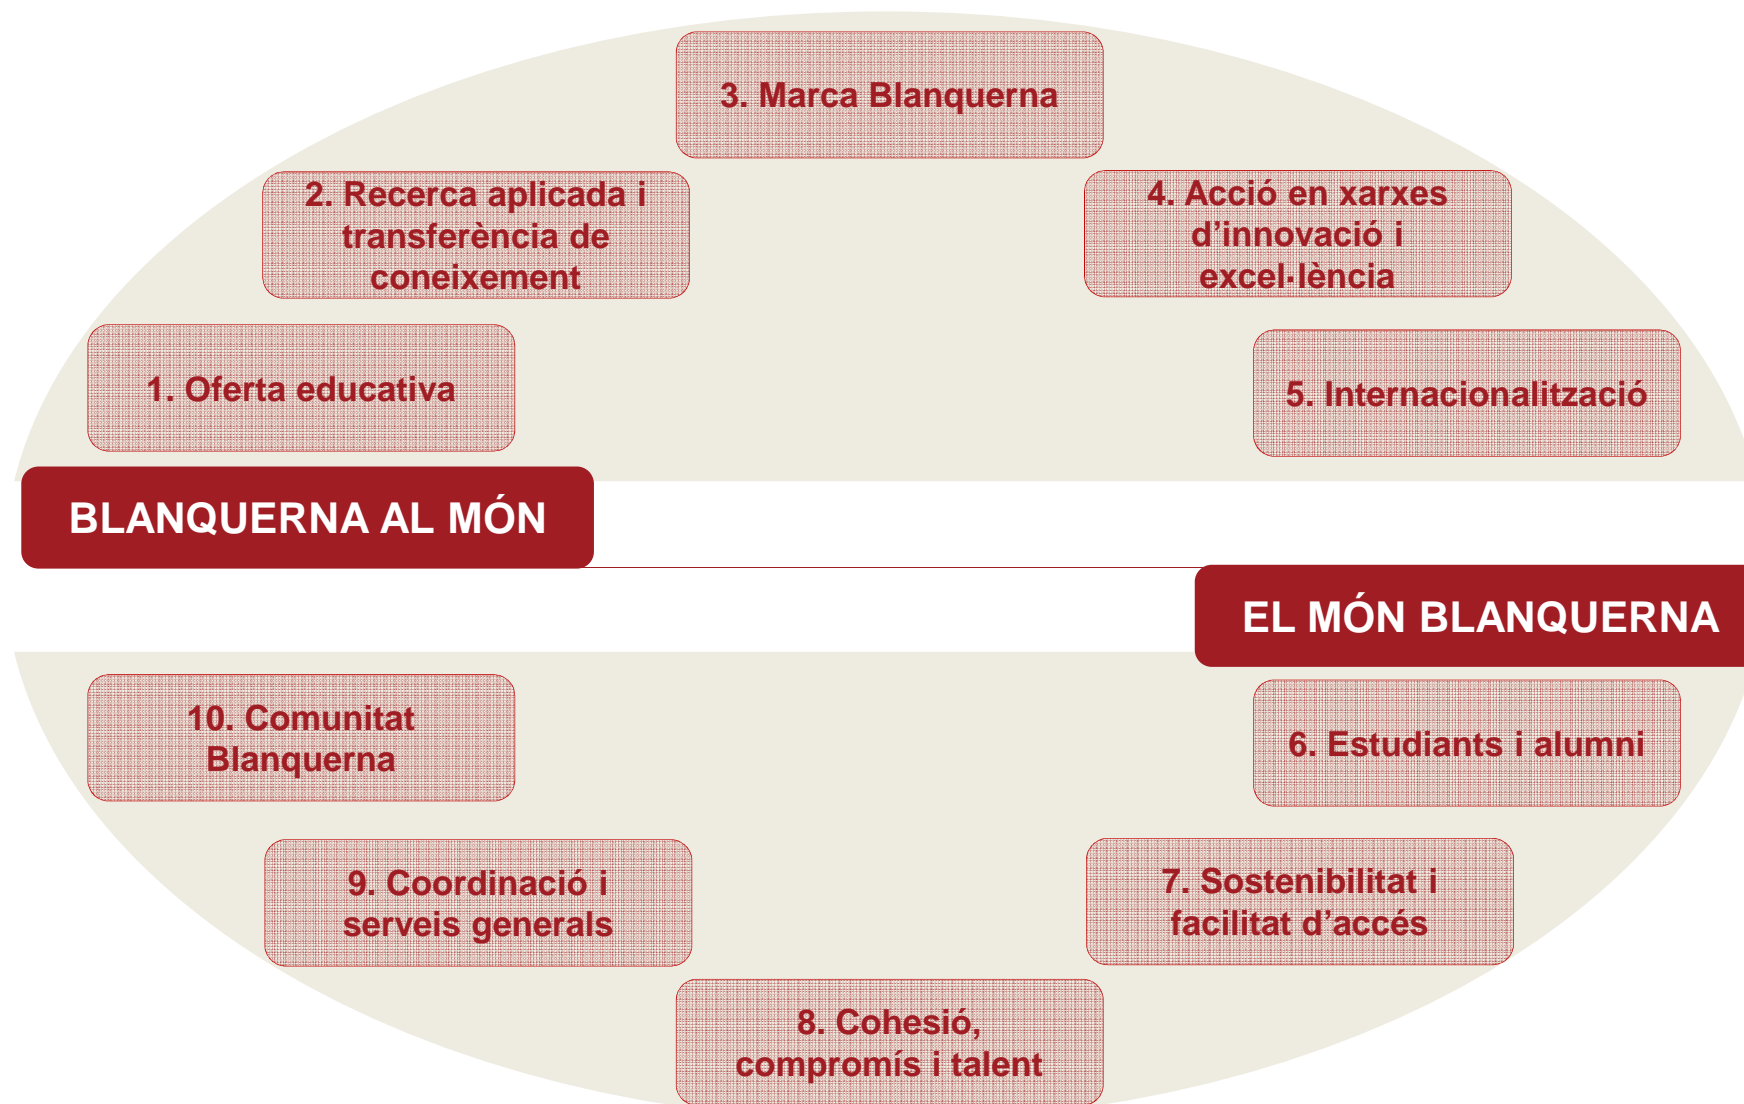 3. Marca Blanquerna
2. Recerca aplicada i
transferència de
coneixement
4. Acció en xarxes
d’innovació i
excel·lència
1. Oferta educativa
5. Internacionalització
BLANQUERNA AL MÓN
EL MÓN BLANQUERNA
10. Comunitat
Blanquerna
6. Estudiants i alumni
9. Coordinació i
serveis generals
7. Sostenibilitat i
facilitat d’accés
8. Cohesió,
compromís i talent